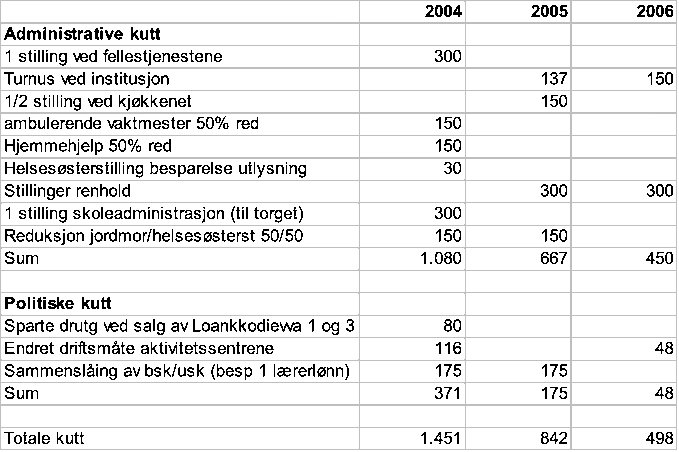 2004 2005 2006
Administrative kutt
1 stilling ved fellestjenestene 300
Turnus ved institusjon 137 150
1/2 stilling ved kjøkkenet 150
ambulerende vaktmester 50% red 150
Hjemmehjelp 50% red 150
Helsesøsterstilling besparelse utlysning 30
Stillinger renhold 300 300
1 stilling skoleadministrasjon (til torget) 300
Reduksjon jordmor/helsesøsterst 50/50 150 150
Sum 1.080 667 450
Politiske kutt
Sparte drutg ved salg av Loankkodiewa 1 og 3 80
Endret driftsmåte aktivitetssentrene 116 48
Sammenslåing av bsk/usk (besp 1 lærerlønn) 175 175
Sum 371 175 48
Totale kutt 1.451 842 498